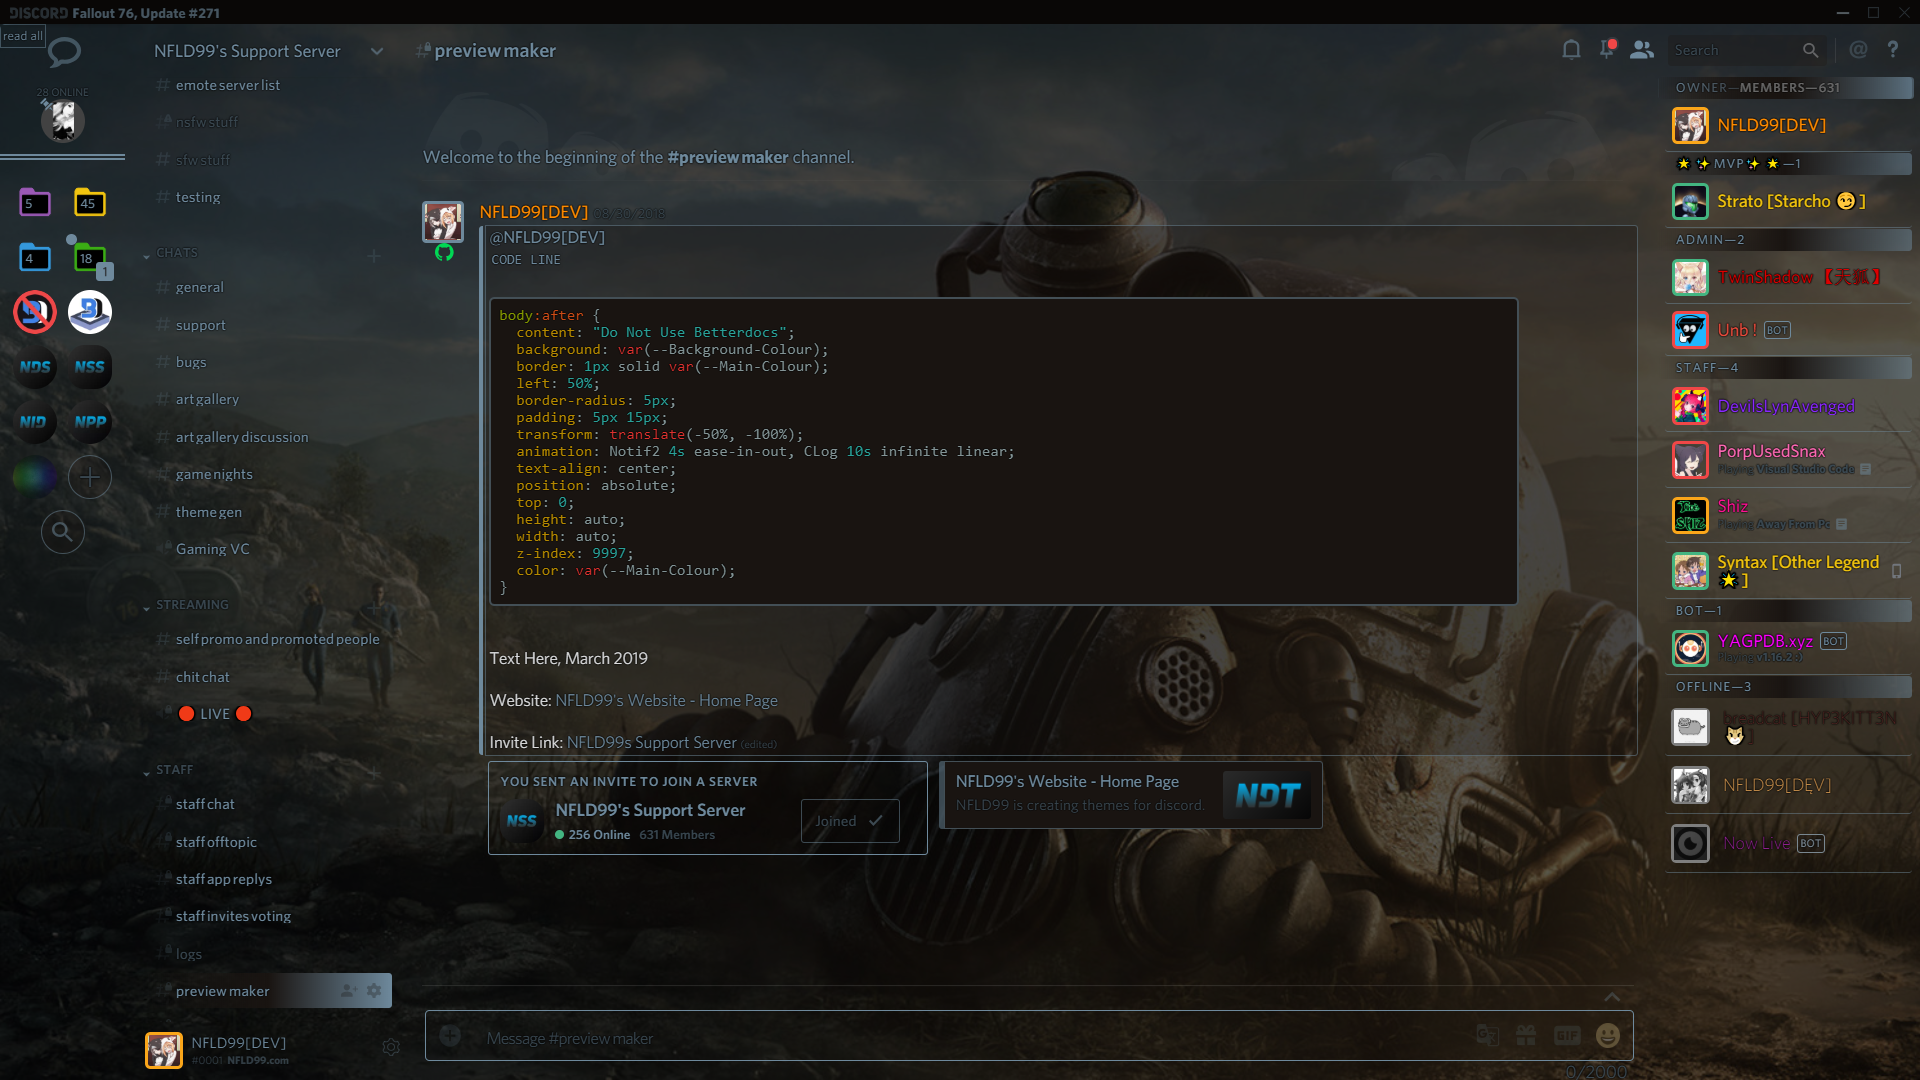 DISCORD Fallout 76, Update #271
read all
28 ONLINE
5
45
4
18
1
NDS
NSS
NID
NPP
NFLD99's Support Server
emote server list
nsfw stuff
sfw stuff
testing
CHATS
general
support
bugs
art gallery
art gallery discussion
game nights
theme gen
Gaming VC
STREAMING
self promo and promoted people
chit chat
LIVE
STAFF
staff chat
staff offtopic
staff app replys
staff invites voting
logs
preview maker
NFLD99[DEV]
#0001 NFLD99.com
preview maker
Search
Welcome to the beginning of the #preview maker channel.
NFLD99[DEV] 08/30/2018
@NFLD99[DEV]
CODE LINE
body:after {
content: "Do Not Use Betterdocs";
background: var(--Background-Colour);
border: 1px solid var(--Main-Colour);
left: 50%;
border-radius: 5px;
padding: 5px 15px;
transform: translate(-50%, -100%);
animation: Notif2 4s ease-in-out, CLog 10s infinite linear;
text-align: center;
position: absolute;
top: 0;
height: auto;
width: auto;
z-index: 9997;
color: var(--Main-Colour);
}
Text Here, March 2019
Website: NFLD99's Website - Home Page
Invite Link: NFLD99s Support Server (edited)
YOU SENT AN INVITE TO JOIN A SERVER
NSS
NFLD99's Support Server
256 Online 631 Members
Joined
NFLD99's Website - Home Page
NFLD99 is creating themes for discord.
NDT
Message #preview maker
GIF
0/2000
OWNER—MEMBERS—631
NFLD99[DEV]
🌟✨MVP✨🌟—1
Strato [Starcho 😏]
ADMIN—2
TwinShadow 【天狐】
Unb ! BOT
STAFF—4
DevilsLynAvenged
PorpUsedSnax
Playing Visual Studio Code
Shiz
Playing Away From Pc
Syntax [Other Legend 🌟]
BOT—1
YAGPDB.xyz BOT
Playing v1.16.2 :)
OFFLINE—3
breadcat [HYP3KITT3N
NFLD99[DĘV]
Now Live BOT